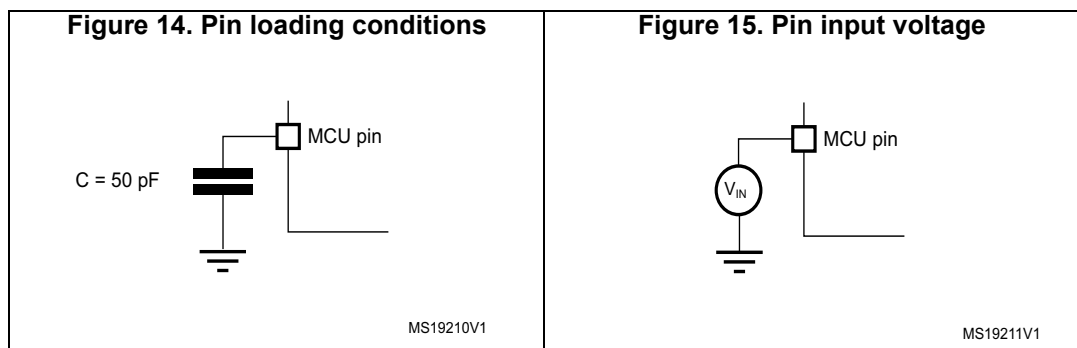 Figure 14. Pin loading conditions
MCU pin
C = 50 pF
MS19210V1
Figure 15. Pin input voltage
MCU pin
VIN
MS19211V1